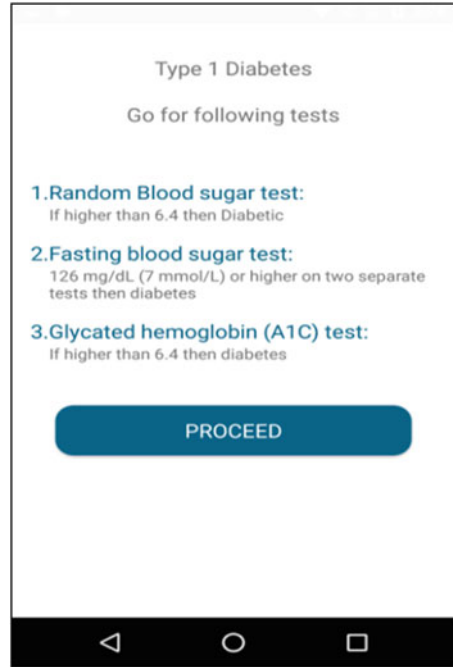 Type 1 Diabetes
Go for following tests
1.Random Blood sugar test:
If higher than 6.4 then Diabetic
2.Fasting blood sugar test:
126 mg/dL (7 mmol/L) or higher on two separate
tests then diabetes
3.Glycated hemoglobin (A1C) test:
If higher than 6.4 then diabetes
PROCEED